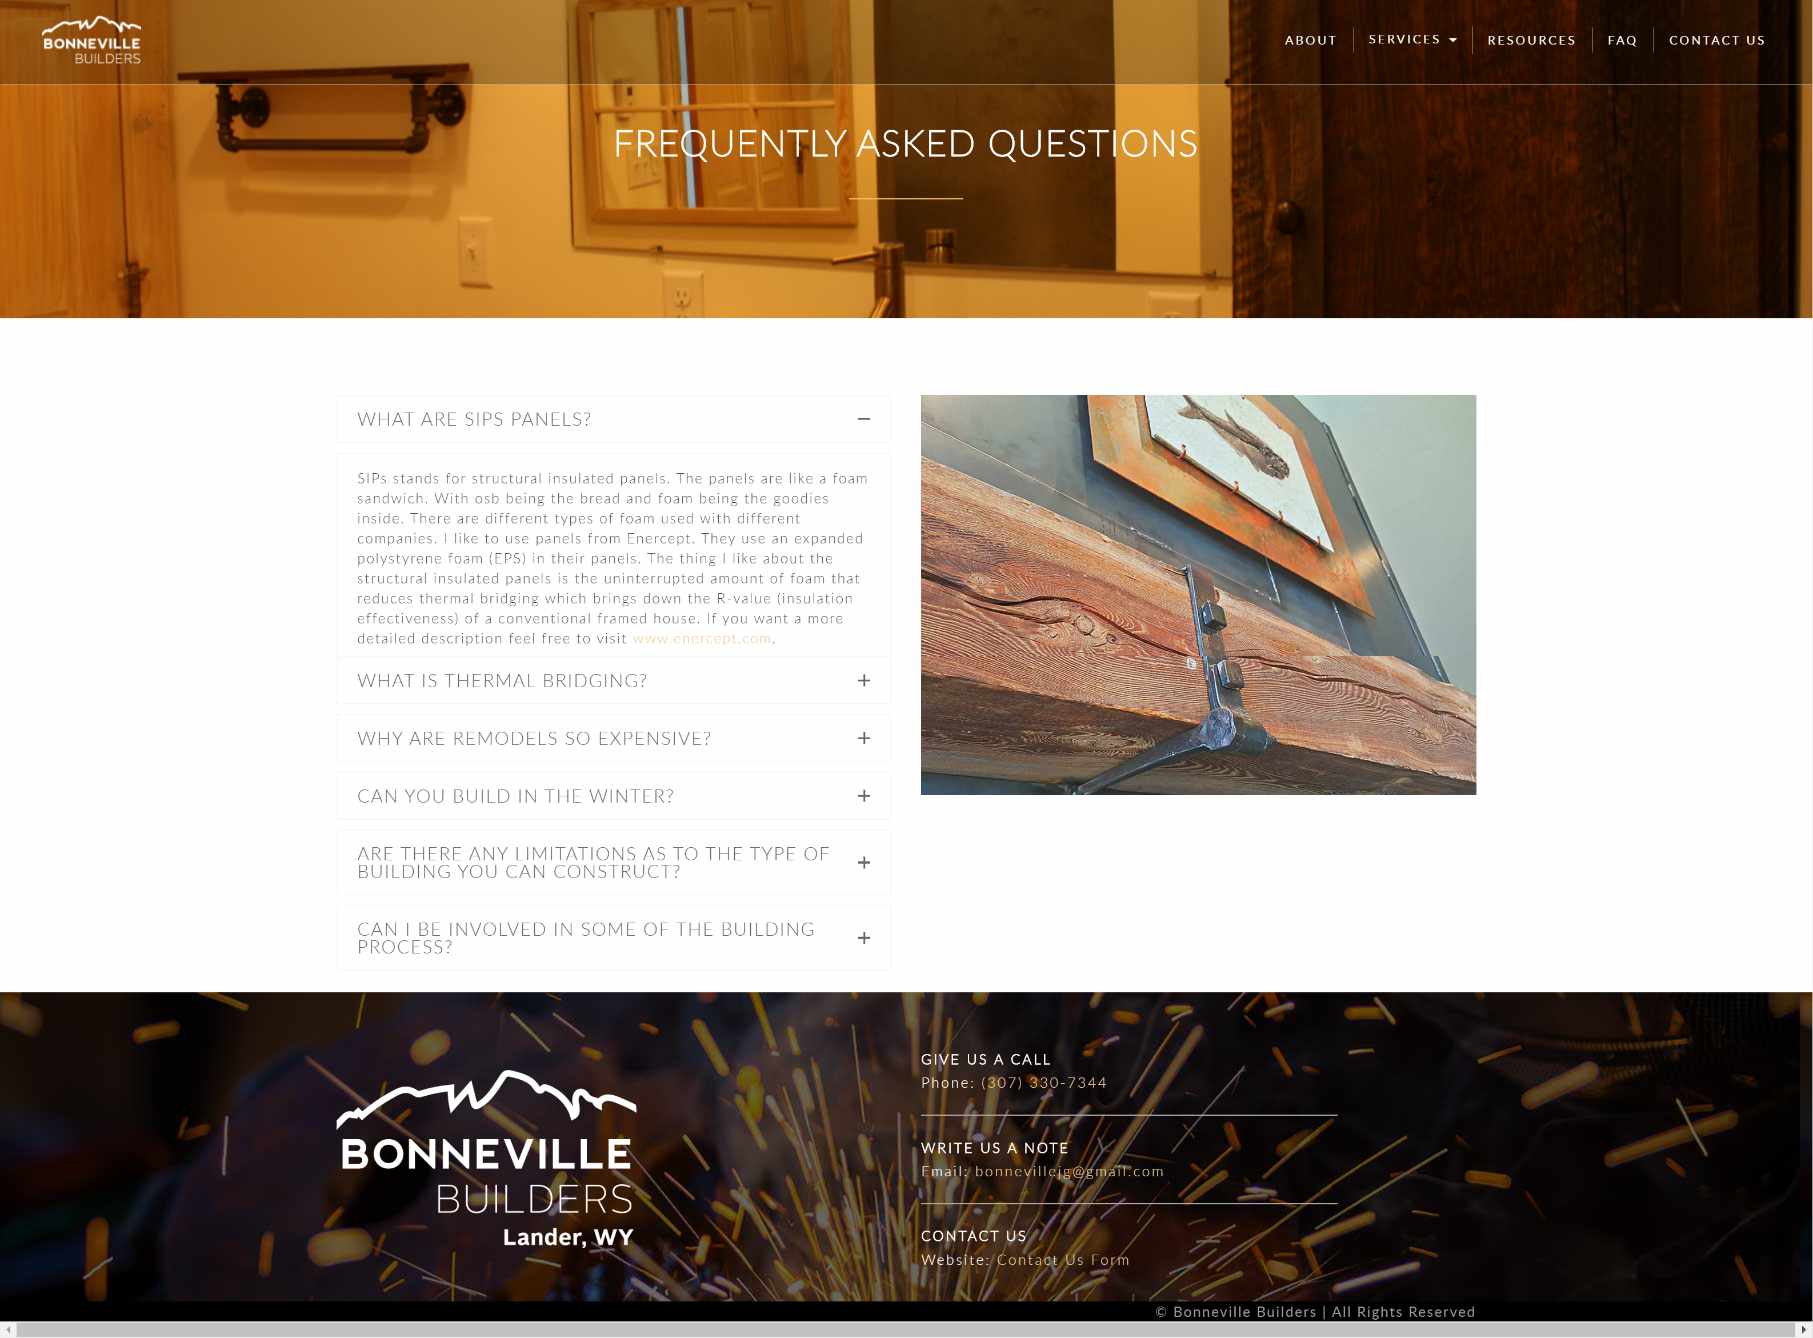 BONNEVILLE
BUILDERS
ABOUT
SERVICES
RESOURCES
FAQ
CONTACT US
FREQUENTLY ASKED QUESTIONS
WHAT ARE SIPS PANELS?
SIPs stands for structural insulated panels. The panels are like a foam
sandwich. With osb being the bread and foam being the goodies
inside. There are different types of foam used with different
companies. I like to use panels from Enercept. They use an expanded
polystyrene foam (EPS) in their panels. The thing I like about the
structural insulated panels is the uninterrupted amount of foam that
reduces thermal bridging which brings down the R-value (insulation
effectiveness) of a conventional framed house. If you want a more
detailed description feel free to visit www.enercept.com.
WHAT IS THERMAL BRIDGING?
WHY ARE REMODELS SO EXPENSIVE?
CAN YOU BUILD IN THE WINTER?
ARE THERE ANY LIMITATIONS AS TO THE TYPE OF
BUILDING YOU CAN CONSTRUCT?
CAN I BE INVOLVED IN SOME OF THE BUILDING
PROCESS?
BONNEVILLE
BUILDERS
Lander, WY
GIVE US A CALL
Phone: (307) 330-7344
WRITE US A NOTE
Email: bonnevillejg@gmail.com
CONTACT US
Website: Contact Us Form
© Bonneville Builders | All Rights Reserved